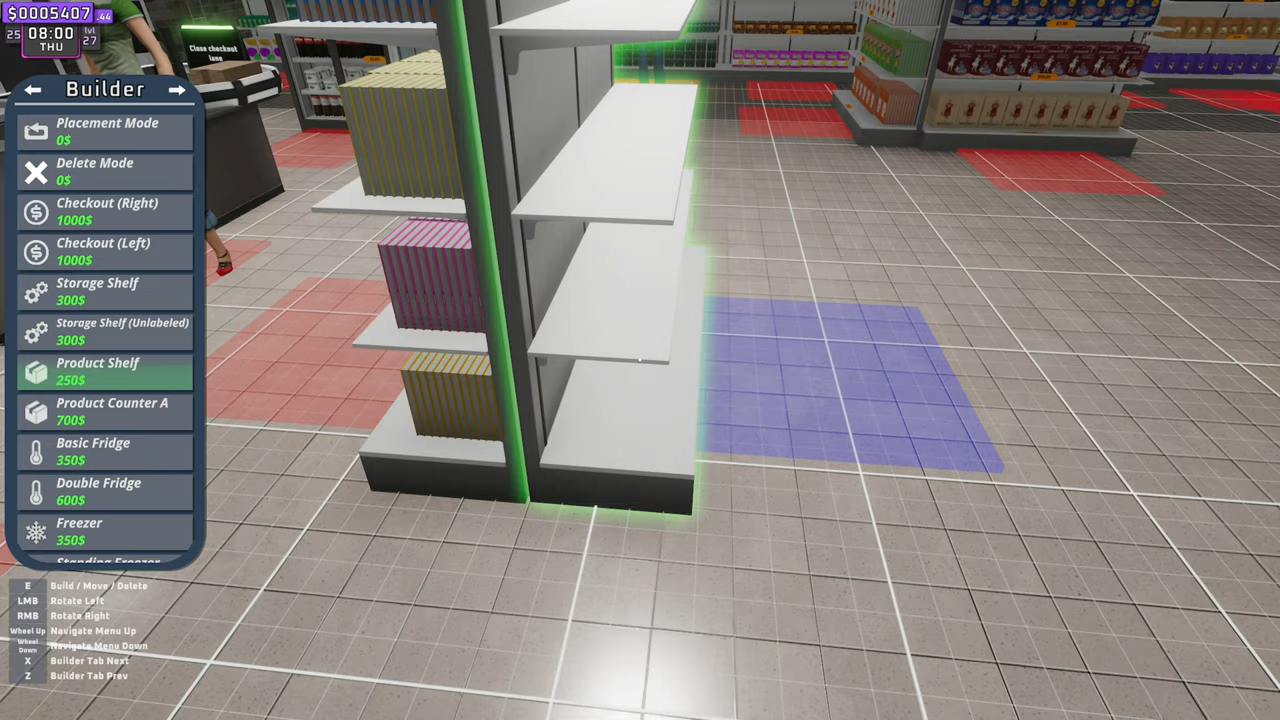 $0005407.44
25 08:00 lvl
THU 27
Close checkout
lane
Builder
Placement Mode
0$
Delete Mode
0$
Checkout (Right)
1000$
Checkout (Left)
1000$
Storage Shelf
300$
Storage Shelf (Unlabeled)
300$
Product Shelf
250$
Product Counter A
700$
Basic Fridge
350$
Double Fridge
600$
Freezer
350$
Standing Freezer
E Build / Move / Delete
LMB Rotate Left
RMB Rotate Right
Wheel Up Navigate Menu Up
Wheel Down Navigate Menu Down
X Builder Tab Next
Z Builder Tab Prev